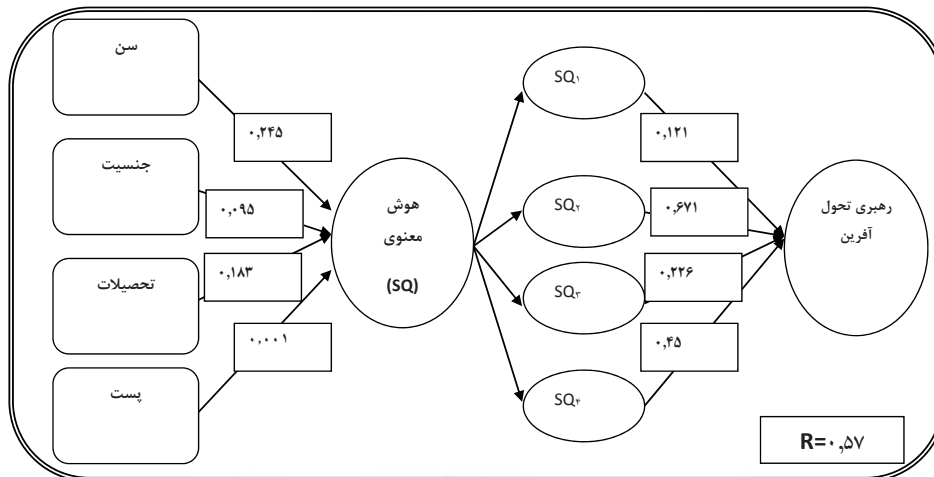 سن
جنسیت
تحصیلات
پست
۰,۲۴۵
۰,۰۹۵
۰,۱۸۳
۰,۰۰۱
هوش
معنوی
(SQ)
SQ۱
SQ۲
SQ۳
SQ۴
۰,۱۲۱
۰,۶۷۱
۰,۲۲۶
۰,۴۵
رهبری تحول
آفرین
R=۰,۵۷